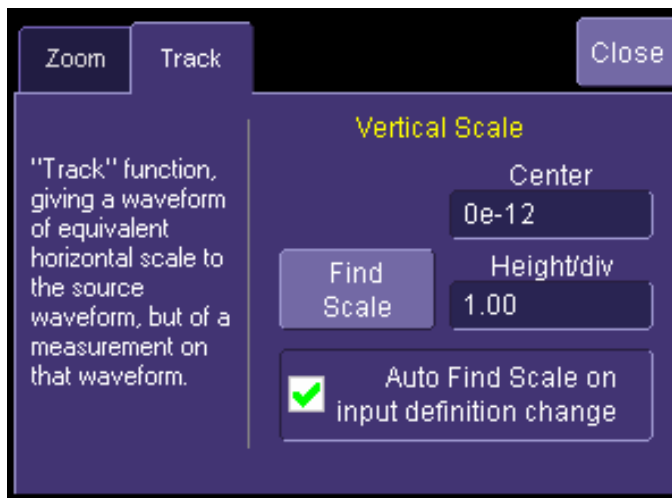 Zoom
Track
Close
"Track" function,
giving a waveform
of equivalent
horizontal scale to
the source
waveform, but of a
measurement on
that waveform.
Vertical Scale
Center
0e-12
Find
Scale
Height/div
1.00
Auto Find Scale on
input definition change